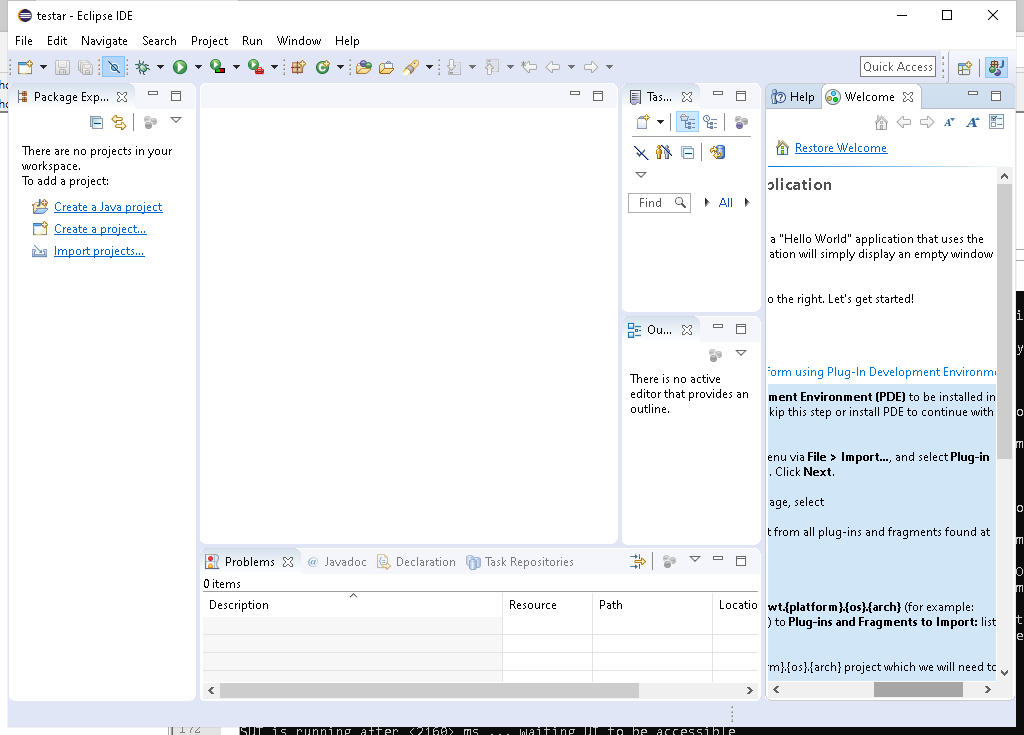 testar - Eclipse IDE
File Edit Navigate Search Project Run Window Help
Quick Access
Package Exp...
There are no projects in your
workspace.
To add a project:
Create a Java project
Create a project...
Import projects...
Tas...
Find
All
Ou...
There is no active
editor that provides an
outline.
Help
Welcome
Restore Welcome
plication
a "Hello World" application that uses the
ation will simply display an empty window
o the right. Let's get started!
form using Plug-In Development Environme
ment Environment (PDE) to be installed in
kip this step or install PDE to continue with
enu via File > Import..., and select Plug-in
. Click Next.
age, select
t from all plug-ins and fragments found at
wt.{platform}.{os}.{arch} (for example:
) to Plug-ins and Fragments to Import: list
m}.{os}.{arch} project which we will need to
Problems @ Javadoc Declaration Task Repositories
0 items
Description Resource Path Locatio
172
SUT is running after <2160> ms ... waiting UI to be accessible